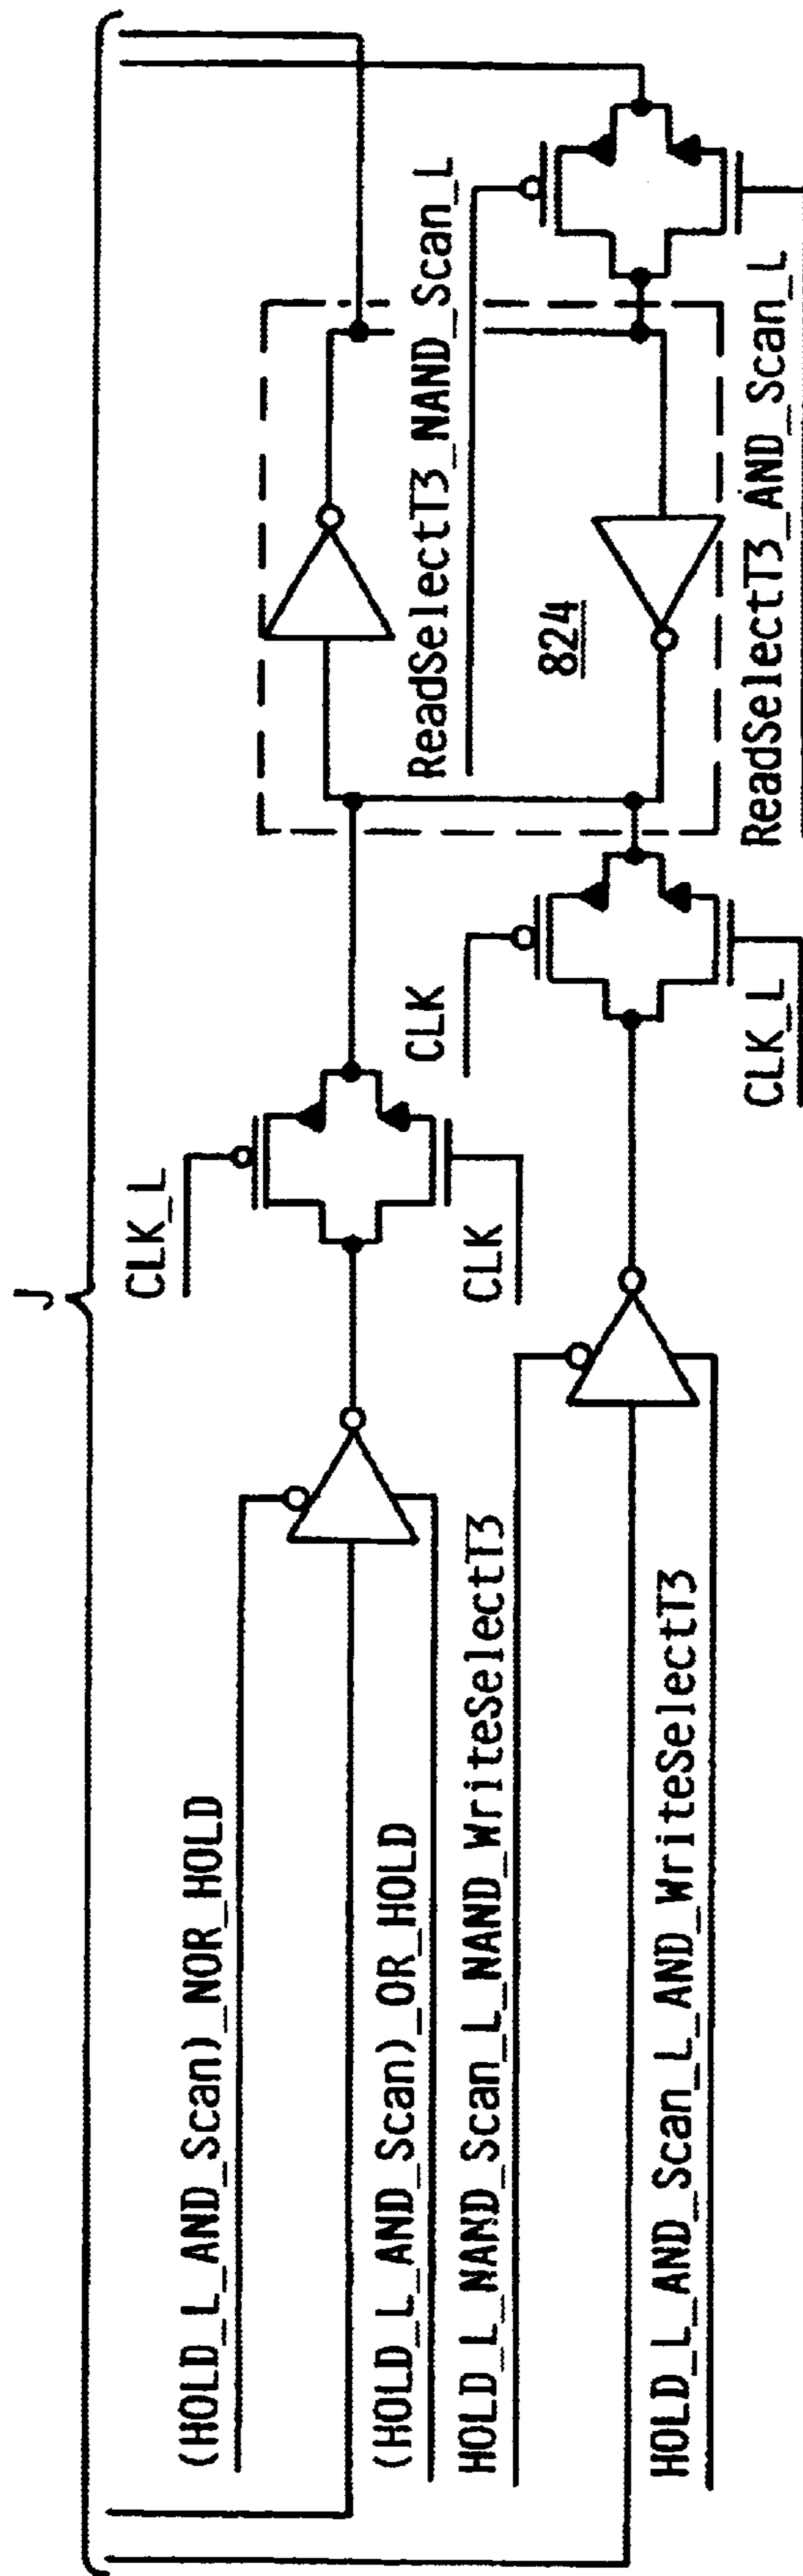 J
(HOLD_L_AND_Scan)_NOR_HOLD
CLK_L
(HOLD_L_AND_Scan)_OR_HOLD
CLK
HOLD_L_NAND_Scan_L_NAND_WriteSelectT3
CLK
ReadSelectT3_NAND_Scan_L
824
HOLD_L_AND_Scan_L_AND_WriteSelectT3
CLK_L
ReadSelectT3_AND_Scan_L